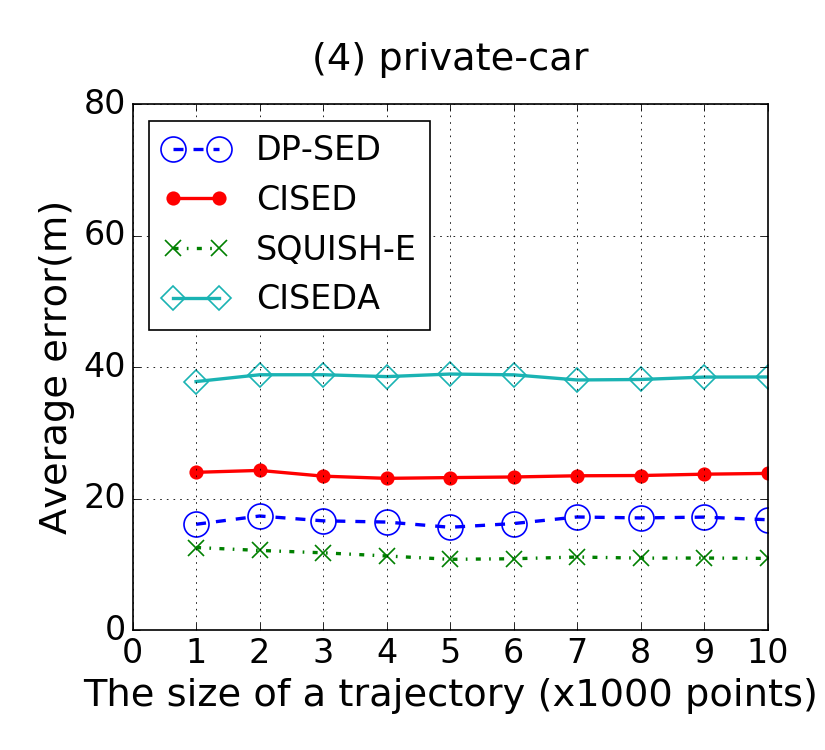 (4) private-car
80
60
40
20
0
Average error(m)
DP-SED
CISED
SQUISH-E
CISEDA
0 1 2 3 4 5 6 7 8 9 10
The size of a trajectory (x1000 points)